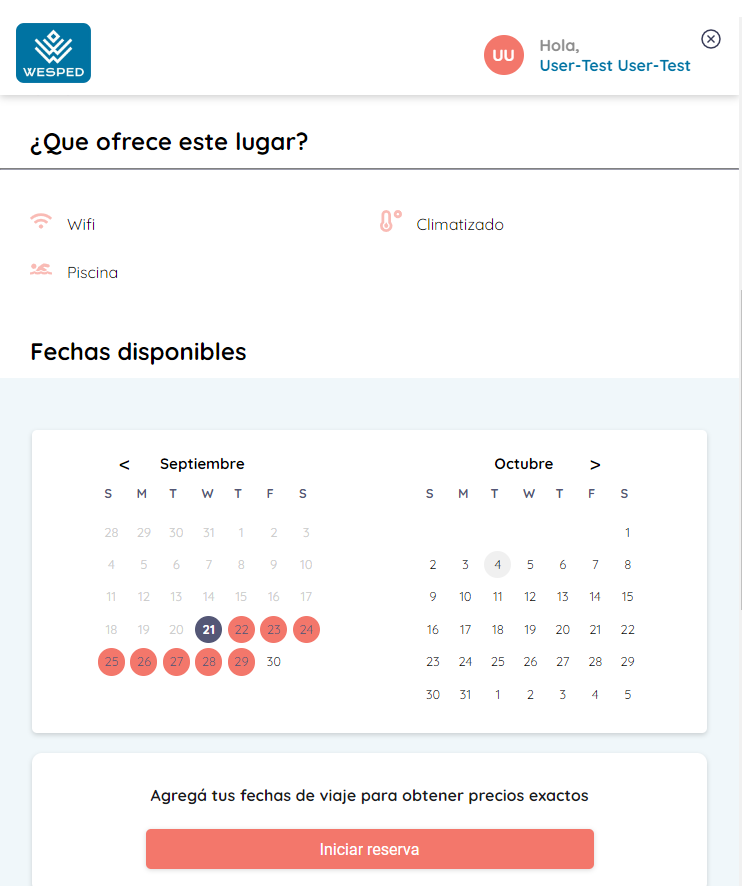 WESPED
UU
Hola,
User-Test User-Test
¿Que ofrece este lugar?
Wifi
Climatizado
Piscina
Fechas disponibles
< Septiembre
Octubre >
S M T W T F S
S M T W T F S
28 29 30 31 1 2 3
1
4 5 6 7 8 9 10
2 3 4 5 6 7 8
11 12 13 14 15 16 17
9 10 11 12 13 14 15
18 19 20 21 22 23 24
16 17 18 19 20 21 22
25 26 27 28 29 30
23 24 25 26 27 28 29
30 31 1 2 3 4 5
Agregá tus fechas de viaje para obtener precios exactos
Iniciar reserva